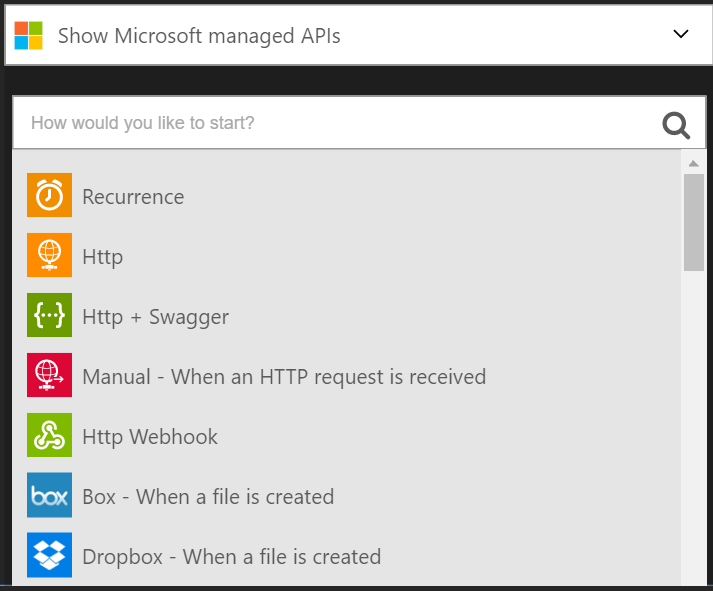 Show Microsoft managed APIs
How would you like to start?
Recurrence
Http
Http + Swagger
Manual - When an HTTP request is received
Http Webhook
box
Box - When a file is created
Dropbox - When a file is created